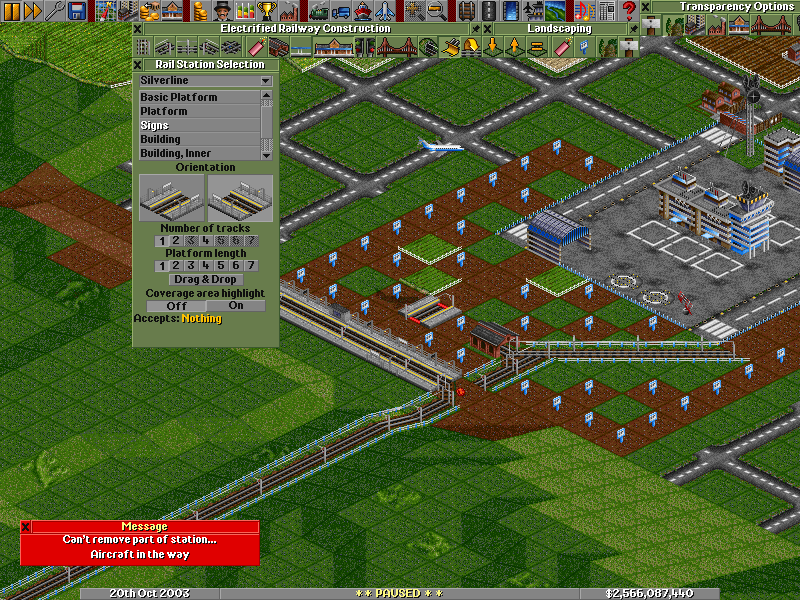 Transparency Options
Electrified Railway Construction
Landscaping
Rail Station Selection
Silverline
Basic Platform
Platform
Signs
Building
Building, Inner
Orientation
Number of tracks
1 2 3 4 5 6 7
Platform length
1 2 3 4 5 6 7
Drag & Drop
Coverage area highlight
Off On
Accepts: Nothing
Message
Can't remove part of station...
Aircraft in the way
20th Oct 2003 * * PAUSED * * $2,566,087,440